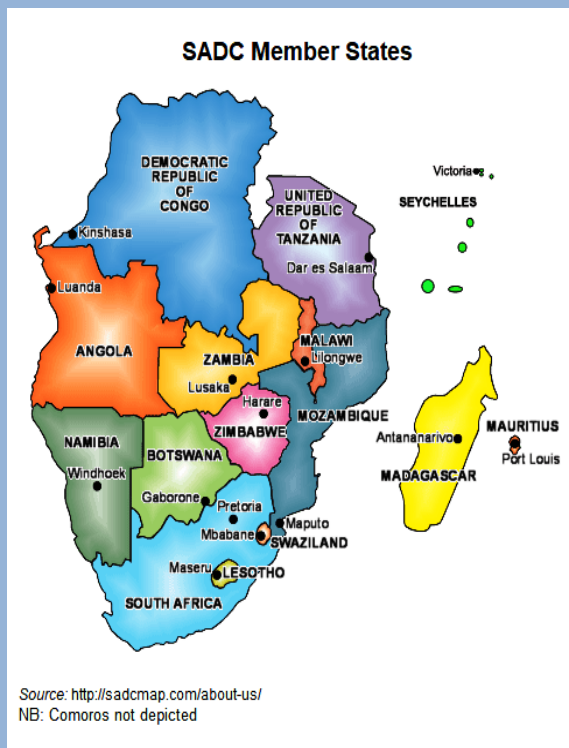 SADC Member States
DEMOCRATIC
REPUBLIC
OF
CONGO
Kinshasa
UNITED
REPUBLIC
OF
TANZANIA
Dar es Salaam
Victoria
SEYCHELLES
Luanda
ANGOLA
ZAMBIA
Lusaka
MALAWI
Lilongwe
Harare
ZIMBABWE
MOZAMBIQUE
NAMIBIA
Windhoek
BOTSWANA
Gaborone
Antananarivo
MADAGASCAR
MAURITIUS
Port Louis
Pretoria
Mbabane
Maputo
SWAZILAND
Maseru
LESOTHO
SOUTH AFRICA
Source: http://sadcmap.com/about-us/
NB: Comoros not depicted